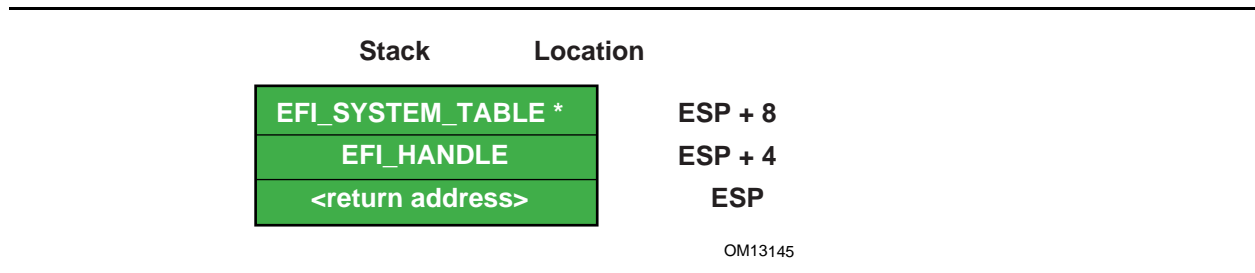 Stack Location
EFI_SYSTEM_TABLE * ESP + 8
EFI_HANDLE ESP + 4
<return address> ESP
OM13145